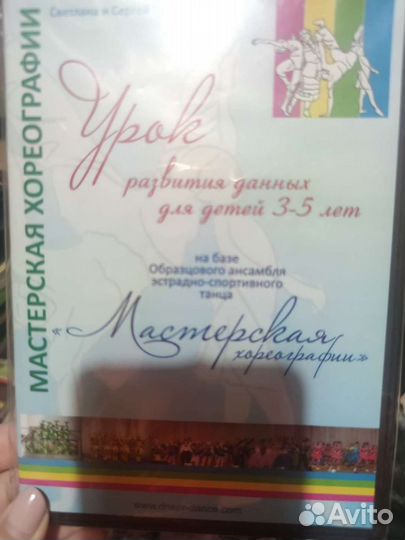 Светлана и Сергей
МАСТЕРСКАЯ ХОРЕОГРАФИИ
Урок
развития данных
для детей 3-5 лет
на базе
Образцового ансамбля
эстрадно-спортивного
танца
«Мастерская
хореографии»
Avito